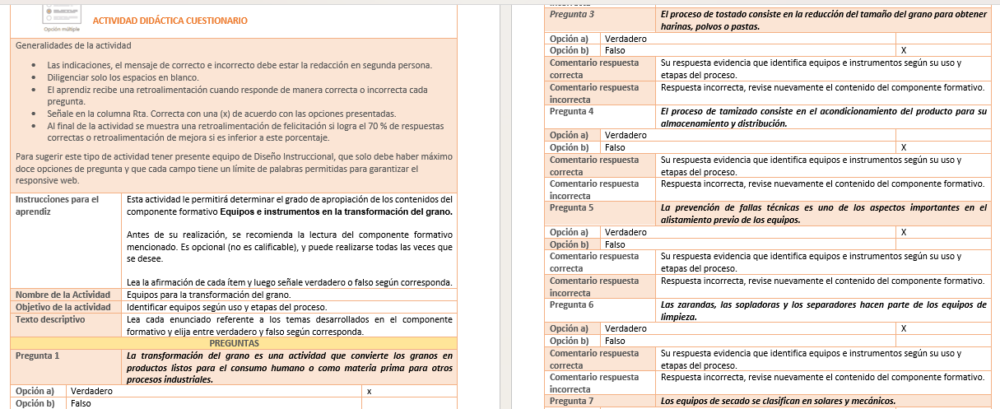 Opción múltiple
ACTIVIDAD DIDÁCTICA CUESTIONARIO
Generalidades de la actividad
• Las indicaciones, el mensaje de correcto e incorrecto debe estar la redacción en segunda persona.
• Diligenciar solo los espacios en blanco.
• El aprendiz recibe una retroalimentación cuando responde de manera correcta o incorrecta cada
pregunta.
• Señale en la columna Rta. Correcta con una (x) de acuerdo con las opciones presentadas.
• Al final de la actividad se muestra una retroalimentación de felicitación si logra el 70 % de respuestas
correctas o retroalimentación de mejora si es inferior a este porcentaje.
Para sugerir este tipo de actividad tener presente equipo de Diseño Instruccional, que solo debe haber máximo
doce opciones de pregunta y que cada campo tiene un límite de palabras permitidas para garantizar el
responsive web.
Instrucciones para el
aprendiz
Esta actividad le permitirá determinar el grado de apropiación de los contenidos del
componente formativo Equipos e instrumentos en la transformación del grano.
Antes de su realización, se recomienda la lectura del componente formativo
mencionado. Es opcional (no es calificable), y puede realizarse todas las veces que
se desee.
Lea la afirmación de cada ítem y luego señale verdadero o falso según corresponda.
Nombre de la Actividad Equipos para la transformación del grano.
Objetivo de la actividad Identificar equipos según uso y etapas del proceso.
Texto descriptivo Lea cada enunciado referente a los temas desarrollados en el componente
formativo y elija entre verdadero y falso según corresponda.
PREGUNTAS
Pregunta 1 La transformación del grano es una actividad que convierte los granos en
productos listos para el consumo humano o como materia prima para otros
procesos industriales.
Opción a) Verdadero x
Opción b) Falso
incorrecta
Pregunta 3 El proceso de tostado consiste en la reducción del tamaño del grano para obtener
harinas, polvos o pastas.
Opción a) Verdadero
Opción b) Falso X
Comentario respuesta
correcta
Su respuesta evidencia que identifica equipos e instrumentos según su uso y
etapas del proceso.
Comentario respuesta
incorrecta
Respuesta incorrecta, revise nuevamente el contenido del componente formativo.
Pregunta 4 El proceso de tamizado consiste en el acondicionamiento del producto para su
almacenamiento y distribución.
Opción a) Verdadero
Opción b) Falso X
Comentario respuesta
correcta
Su respuesta evidencia que identifica equipos e instrumentos según su uso y
etapas del proceso.
Comentario respuesta
incorrecta
Respuesta incorrecta, revise nuevamente el contenido del componente formativo.
Pregunta 5 La prevención de fallas técnicas es uno de los aspectos importantes en el
alistamiento previo de los equipos.
Opción a) Verdadero X
Opción b) Falso
Comentario respuesta
correcta
Su respuesta evidencia que identifica equipos e instrumentos según su uso y
etapas del proceso.
Comentario respuesta
incorrecta
Respuesta incorrecta, revise nuevamente el contenido del componente formativo.
Pregunta 6 Las zarandas, las sopladoras y los separadores hacen parte de los equipos de
limpieza.
Opción a) Verdadero X
Opción b) Falso
Comentario respuesta
correcta
Su respuesta evidencia que identifica equipos e instrumentos según su uso y
etapas del proceso.
Comentario respuesta
incorrecta
Respuesta incorrecta, revise nuevamente el contenido del componente formativo.
Pregunta 7 Los equipos de secado se clasifican en solares y mecánicos.